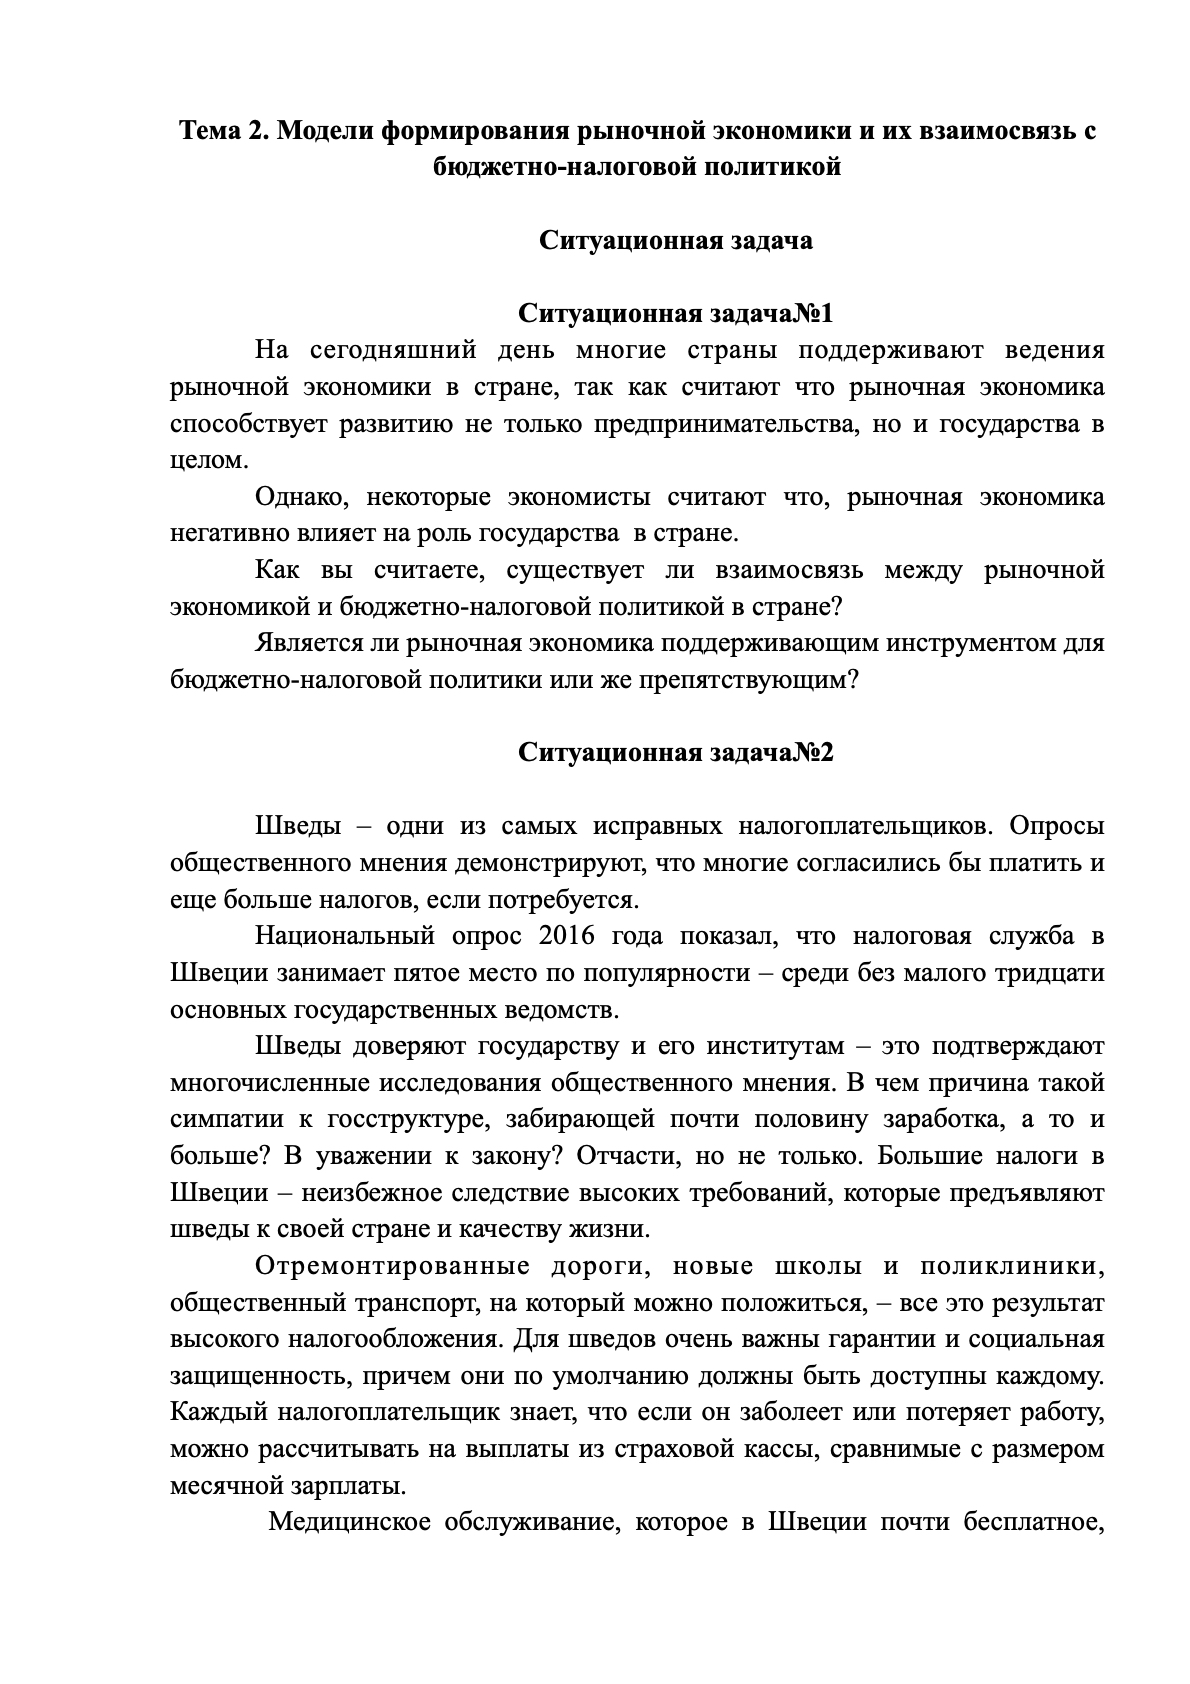 Тема 2. Модели формирования рыночной экономики и их взаимосвязь с
бюджетно-налоговой политикой
Ситуационная задача
Ситуационная задача№1
На сегодняшний день многие страны поддерживают ведения
рыночной экономики в стране, так как считают что рыночная экономика
способствует развитию не только предпринимательства, но и государства в
целом.
Однако, некоторые экономисты считают что, рыночная экономика
негативно влияет на роль государства  в стране.
Как вы считаете, существует ли взаимосвязь между рыночной
экономикой и бюджетно-налоговой политикой в стране?
Является ли рыночная экономика поддерживающим инструментом для
бюджетно-налоговой политики или же препятствующим?
Ситуационная задача№2
Шведы – одни из самых исправных налогоплательщиков. Опросы
общественного мнения демонстрируют, что многие согласились бы платить и
еще больше налогов, если потребуется.
Национальный опрос 2016 года показал, что налоговая служба в
Швеции занимает пятое место по популярности – среди без малого тридцати
основных государственных ведомств.
Шведы доверяют государству и его институтам – это подтверждают
многочисленные исследования общественного мнения. В чем причина такой
симпатии к госструктуре, забирающей почти половину заработка, а то и
больше? В уважении к закону? Отчасти, но не только. Большие налоги в
Швеции – неизбежное следствие высоких требований, которые предъявляют
шведы к своей стране и качеству жизни.
Отремонтированные дороги, новые школы и поликлиники,
общественный транспорт, на который можно положиться, – все это результат
высокого налогообложения. Для шведов очень важны гарантии и социальная
защищенность, причем они по умолчанию должны быть доступны каждому.
Каждый налогоплательщик знает, что если он заболеет или потеряет работу,
можно рассчитывать на выплаты из страховой кассы, сравнимые с размером
месячной зарплаты.
Медицинское обслуживание, которое в Швеции почти бесплатное,